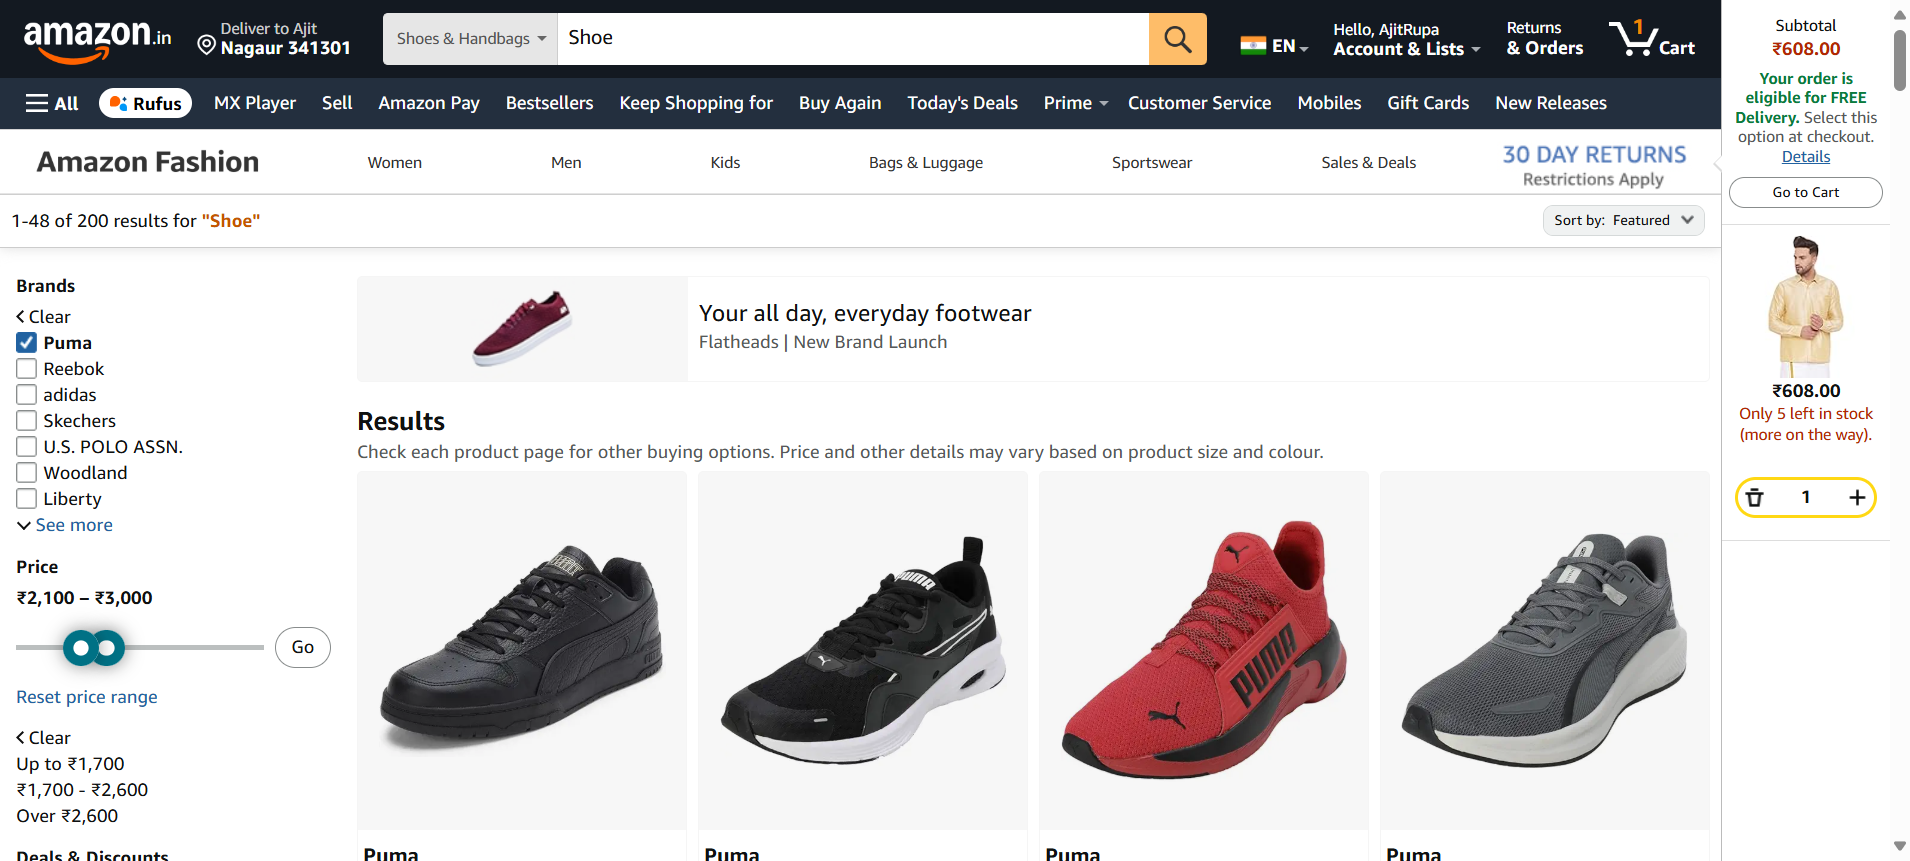 amazon.in
Deliver to Ajit
Nagaur 341301
Shoes & Handbags
Shoe
EN
Hello, AjitRupa
Account & Lists
Returns
& Orders
1
Cart
All
Rufus
MX Player
Sell
Amazon Pay
Bestsellers
Keep Shopping for
Buy Again
Today's Deals
Prime
Customer Service
Mobiles
Gift Cards
New Releases
Amazon Fashion
Women
Men
Kids
Bags & Luggage
Sportswear
Sales & Deals
30 DAY RETURNS
Restrictions Apply
1-48 of 200 results for "Shoe"
Sort by: Featured
Brands
Clear
Puma
Reebok
adidas
Skechers
U.S. POLO ASSN.
Woodland
Liberty
See more
Price
₹2,100 – ₹3,000
Go
Reset price range
Clear
Up to ₹1,700
₹1,700 - ₹2,600
Over ₹2,600
Deals & Discounts
Your all day, everyday footwear
Flatheads | New Brand Launch
Results
Check each product page for other buying options. Price and other details may vary based on product size and colour.
PUMA
PUMA
Puma
Puma
Puma
Puma
Subtotal
₹608.00
Your order is
eligible for FREE
Delivery. Select this
option at checkout.
Details
Go to Cart
₹608.00
Only 5 left in stock
(more on the way).
1